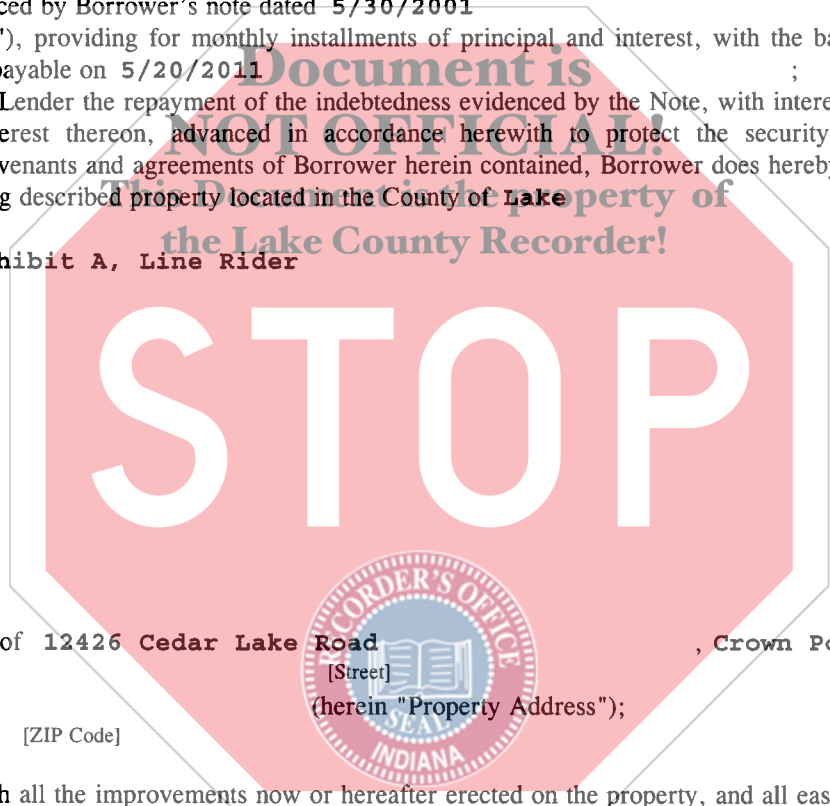 ced by Borrower's note dated 5/30/2001
"), providing for monthly installments of principal and interest, with the ba
payable on 5/20/2011 ;
Document is
Lender the repayment of the indebtedness evidenced by the Note, with intere
erest thereon, advanced in accordance herewith to protect the security
NOT OFFICIAL!
venants and agreements of Borrower herein contained, Borrower does hereby
g described property located in the County of Lake
This Document is the property of
the Lake County Recorder!
hibit A, Line Rider
STOP
RECORDER'S OFFICE
of 12426 Cedar Lake Road , Crown Po
[Street]
(herein "Property Address");
SEAL
[ZIP Code]
INDIANA
h all the improvements now or hereafter erected on the property, and all eas